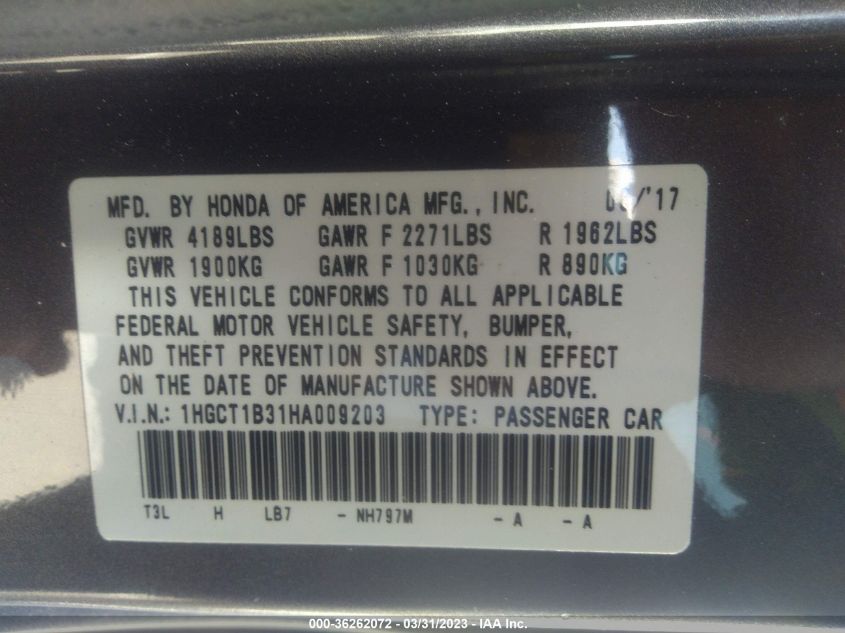 MFD. BY HONDA OF AMERICA MFG., INC. /'17
GVWR 4189LBS GAWR F 2271LBS R 1962LBS
GVWR 1900KG GAWR F 1030KG R 890KG
THIS VEHICLE CONFORMS TO ALL APPLICABLE
FEDERAL MOTOR VEHICLE SAFETY, BUMPER,
AND THEFT PREVENTION STANDARDS IN EFFECT
ON THE DATE OF MANUFACTURE SHOWN ABOVE.
V.I.N.: 1HGCT1B31HA009203 TYPE: PASSENGER CAR
T3L H LB7 - NH797M - A - A
000-36262072 - 03/31/2023 - IAA Inc.